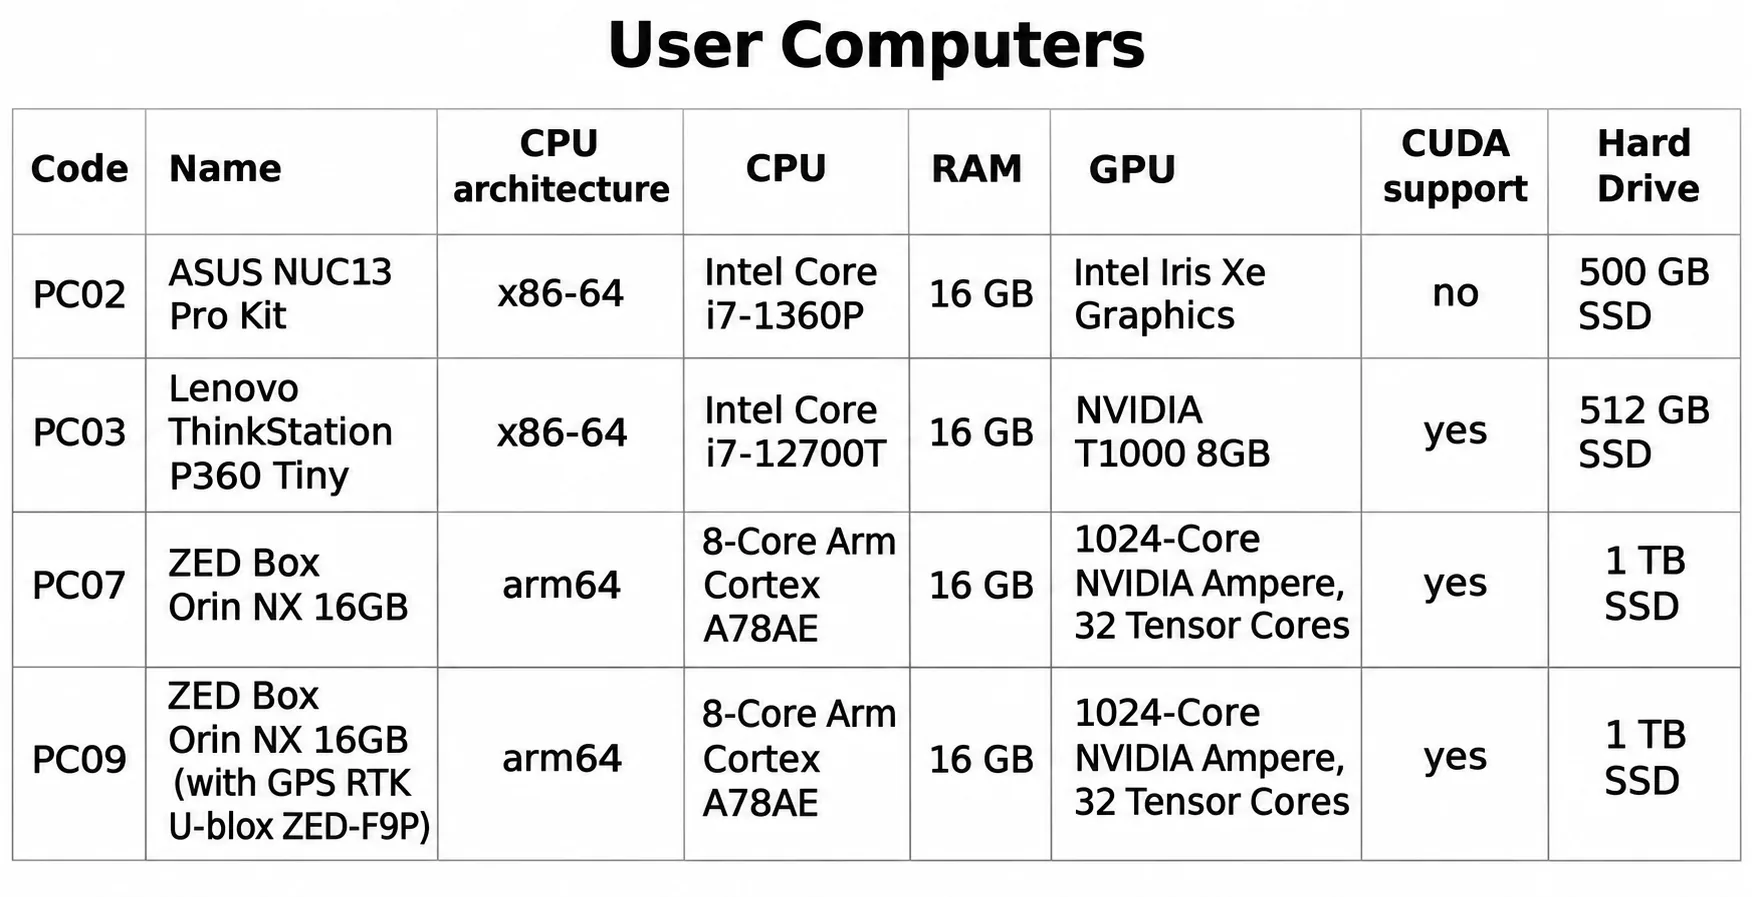 User Computers
Code
Name
CPU
architecture
CPU
RAM
GPU
CUDA
support
Hard
Drive
PC02
ASUS NUC13
Pro Kit
x86-64
Intel Core
i7-1360P
16 GB
Intel Iris Xe
Graphics
no
500 GB
SSD
PC03
Lenovo
ThinkStation
P360 Tiny
x86-64
Intel Core
i7-12700T
16 GB
NVIDIA
T1000 8GB
yes
512 GB
SSD
PC07
ZED Box
Orin NX 16GB
arm64
8-Core Arm
Cortex
A78AE
16 GB
1024-Core
NVIDIA Ampere,
32 Tensor Cores
yes
1 TB
SSD
PC09
ZED Box
Orin NX 16GB
(with GPS RTK
U-blox ZED-F9P)
arm64
8-Core Arm
Cortex
A78AE
16 GB
1024-Core
NVIDIA Ampere,
32 Tensor Cores
yes
1 TB
SSD